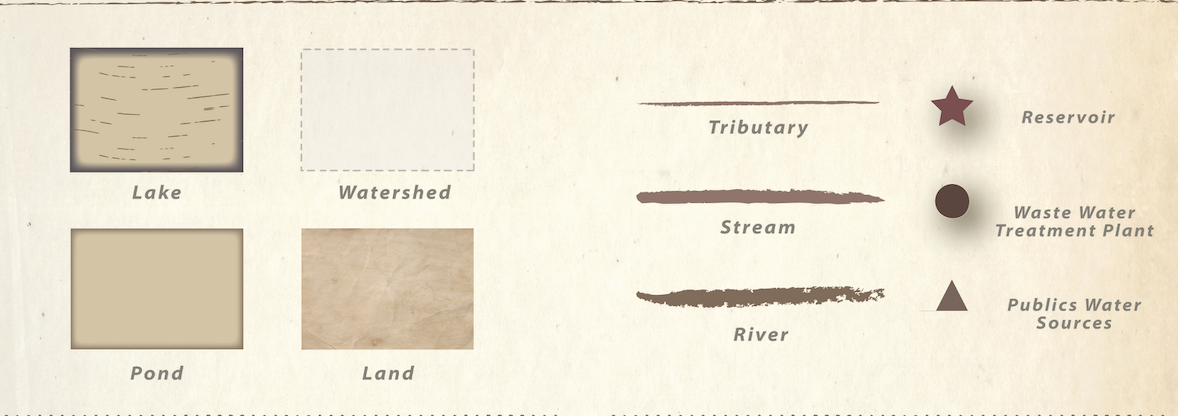 Lake
Watershed
Pond
Land
Tributary
Stream
River
Reservoir
Waste Water
Treatment Plant
Publics Water
Sources